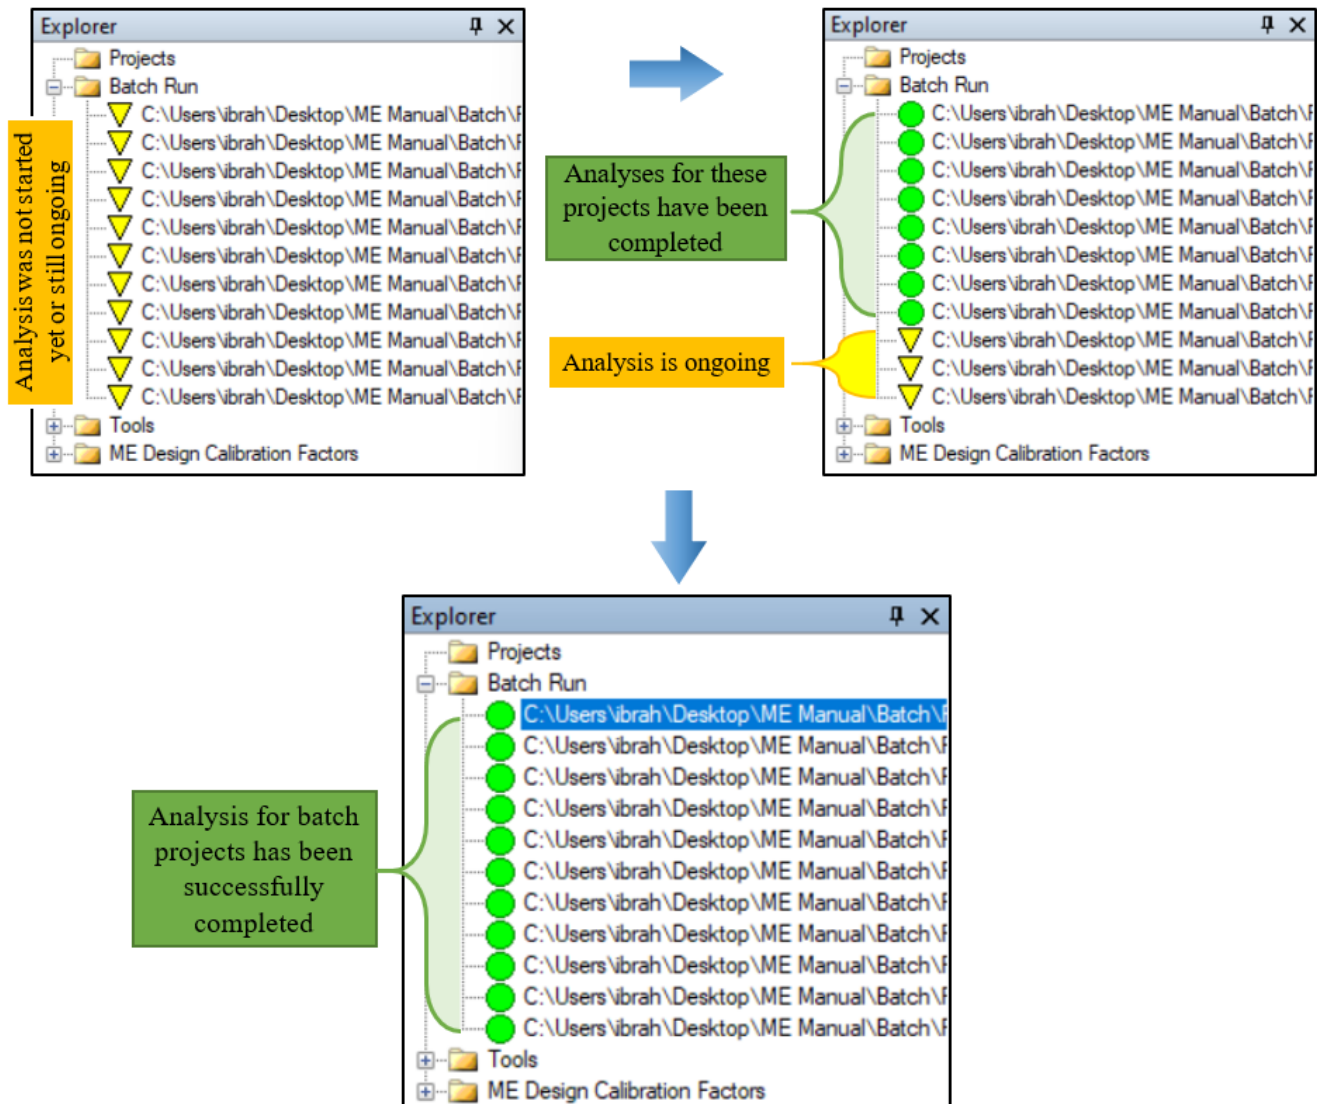 Explorer
Projects
Batch Run
C:\Users\ibrah\Desktop\ME Manual\Batch\
C:\Users\ibrah\Desktop\ME Manual\Batch\
C:\Users\ibrah\Desktop\ME Manual\Batch\
C:\Users\ibrah\Desktop\ME Manual\Batch\
C:\Users\ibrah\Desktop\ME Manual\Batch\
C:\Users\ibrah\Desktop\ME Manual\Batch\
C:\Users\ibrah\Desktop\ME Manual\Batch\
C:\Users\ibrah\Desktop\ME Manual\Batch\
C:\Users\ibrah\Desktop\ME Manual\Batch\
C:\Users\ibrah\Desktop\ME Manual\Batch\
C:\Users\ibrah\Desktop\ME Manual\Batch\
Tools
ME Design Calibration Factors
Analysis was not started
yet or still ongoing
Explorer
Projects
Batch Run
C:\Users\ibrah\Desktop\ME Manual\Batch\
C:\Users\ibrah\Desktop\ME Manual\Batch\
C:\Users\ibrah\Desktop\ME Manual\Batch\
C:\Users\ibrah\Desktop\ME Manual\Batch\
C:\Users\ibrah\Desktop\ME Manual\Batch\
C:\Users\ibrah\Desktop\ME Manual\Batch\
C:\Users\ibrah\Desktop\ME Manual\Batch\
C:\Users\ibrah\Desktop\ME Manual\Batch\
C:\Users\ibrah\Desktop\ME Manual\Batch\
C:\Users\ibrah\Desktop\ME Manual\Batch\
C:\Users\ibrah\Desktop\ME Manual\Batch\
Tools
ME Design Calibration Factors
Analyses for these
projects have been
completed
Analysis is ongoing
Explorer
Projects
Batch Run
C:\Users\ibrah\Desktop\ME Manual\Batch\
C:\Users\ibrah\Desktop\ME Manual\Batch\
C:\Users\ibrah\Desktop\ME Manual\Batch\
C:\Users\ibrah\Desktop\ME Manual\Batch\
C:\Users\ibrah\Desktop\ME Manual\Batch\
C:\Users\ibrah\Desktop\ME Manual\Batch\
C:\Users\ibrah\Desktop\ME Manual\Batch\
C:\Users\ibrah\Desktop\ME Manual\Batch\
C:\Users\ibrah\Desktop\ME Manual\Batch\
C:\Users\ibrah\Desktop\ME Manual\Batch\
C:\Users\ibrah\Desktop\ME Manual\Batch\
Tools
ME Design Calibration Factors
Analysis for batch
projects has been
successfully
completed